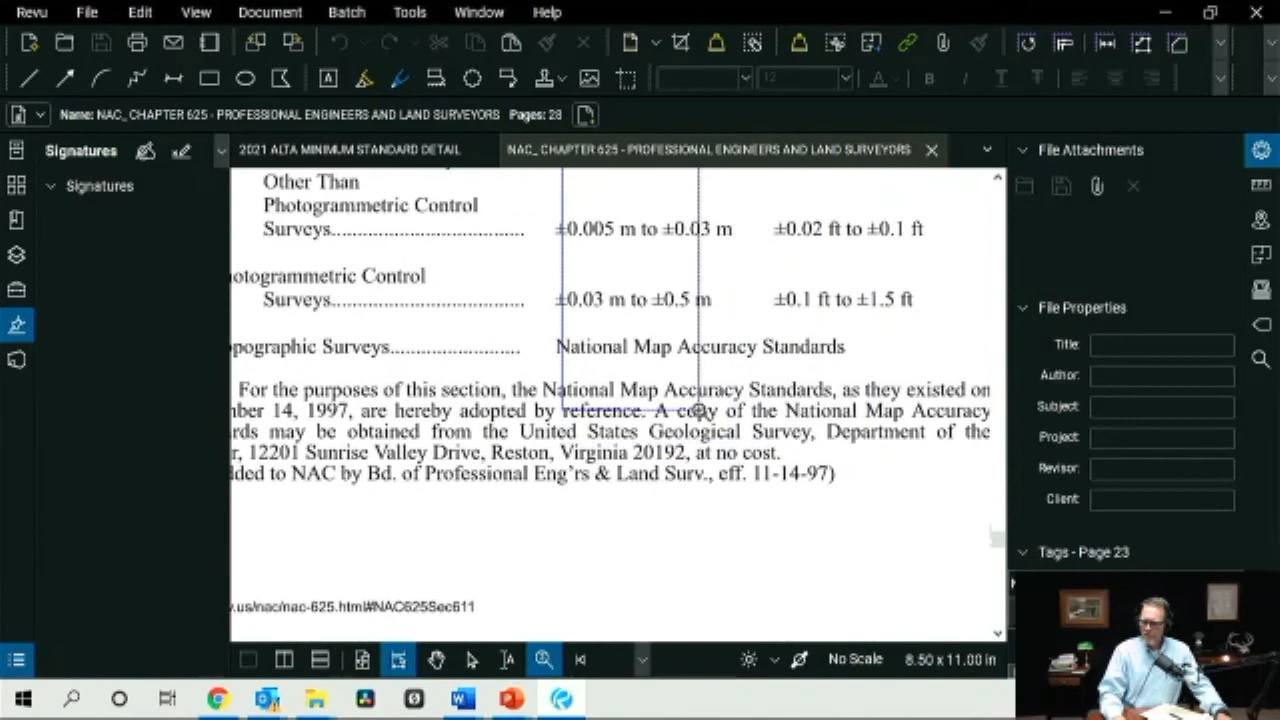 Revu File Edit View Document Batch Tools Window Help
12
Name: NAC_ CHAPTER 625 - PROFESSIONAL ENGINEERS AND LAND SURVEYORS Pages: 28
Signatures
2021 ALTA MINIMUM STANDARD DETAIL
NAC_ CHAPTER 625 - PROFESSIONAL ENGINEERS AND LAND SURVEYORS
File Attachments
Signatures
Other Than
Photogrammetric Control
Surveys...................................... ±0.005 m to ±0.03 m ±0.02 ft to ±0.1 ft
otogrammetric Control
Surveys...................................... ±0.03 m to ±0.5 m ±0.1 ft to ±1.5 ft
pographic Surveys.......................... National Map Accuracy Standards
For the purposes of this section, the National Map Accuracy Standards, as they existed on
ber 14, 1997, are hereby adopted by reference. A copy of the National Map Accuracy
rds may be obtained from the United States Geological Survey, Department of the
r, 12201 Sunrise Valley Drive, Reston, Virginia 20192, at no cost.
dded to NAC by Bd. of Professional Eng’rs & Land Surv., eff. 11-14-97)
.us/nac/nac-625.html#NAC625Sec611
File Properties
Title:
Author:
Subject:
Project:
Revisor:
Client:
Tags - Page 23
No Scale 8.50 x 11.00 in